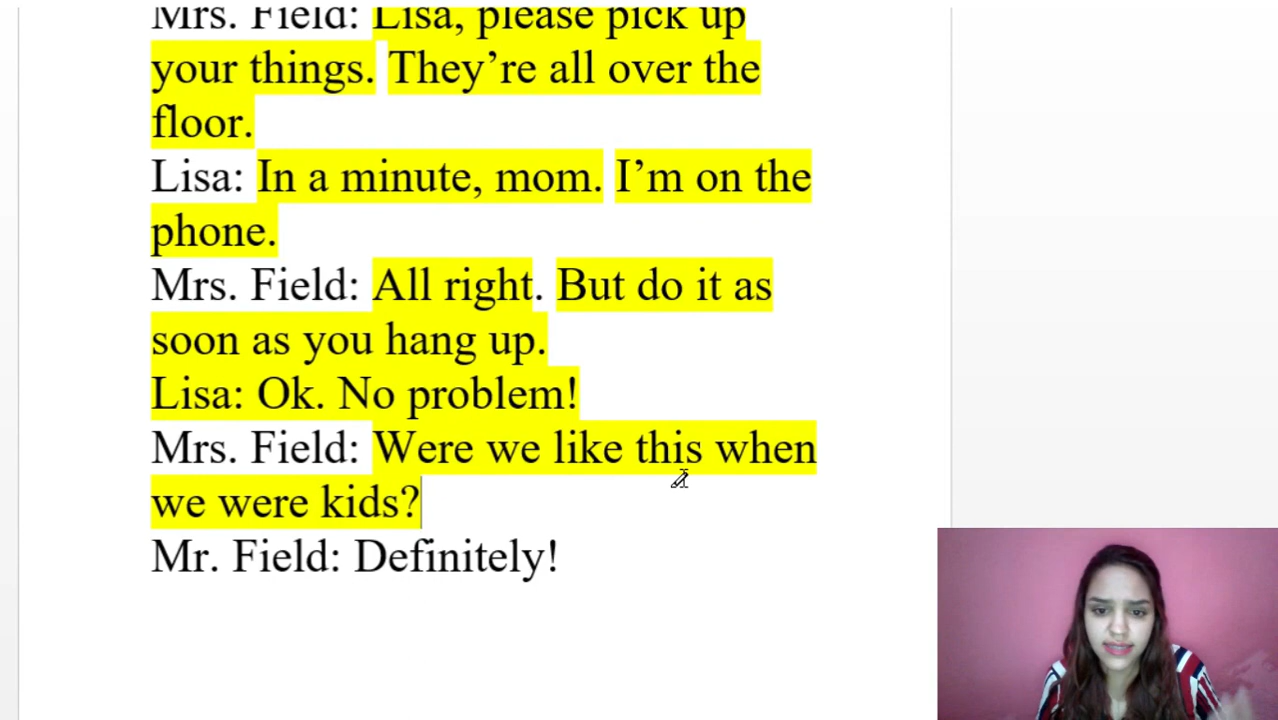 Mrs. Field: Lisa, please pick up
your things. They’re all over the
floor.
Lisa: In a minute, mom. I’m on the
phone.
Mrs. Field: All right. But do it as
soon as you hang up.
Lisa: Ok. No problem!
Mrs. Field: Were we like this when
we were kids?
Mr. Field: Definitely!